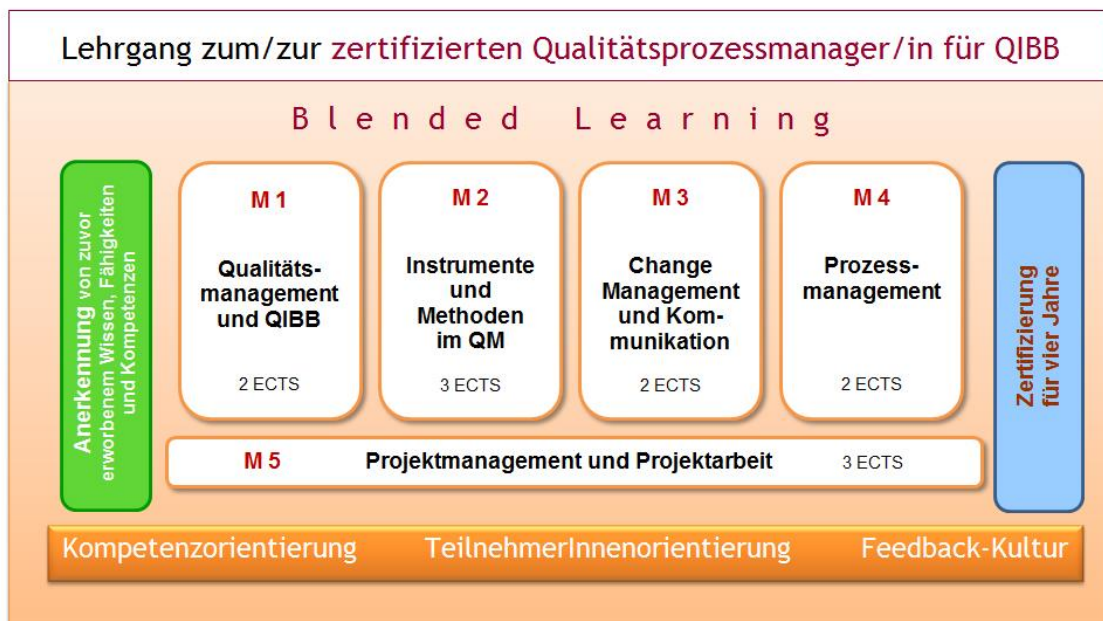 Lehrgang zum/zur zertifizierten Qualitätsprozessmanager/in für QIBB
Blended Learning
Anerkennung von zuvor
erworbenem Wissen, Fähigkeiten
und Kompetenzen
M 1
Qualitäts-
management
und QIBB
2 ECTS
M 2
Instrumente
und
Methoden
im QM
3 ECTS
M 3
Change
Management
und Kom-
munikation
2 ECTS
M 4
Prozess-
management
2 ECTS
M 5 Projektmanagement und Projektarbeit 3 ECTS
Zertifizierung
für vier Jahre
Kompetenzorientierung TeilnehmerInnenorientierung Feedback-Kultur